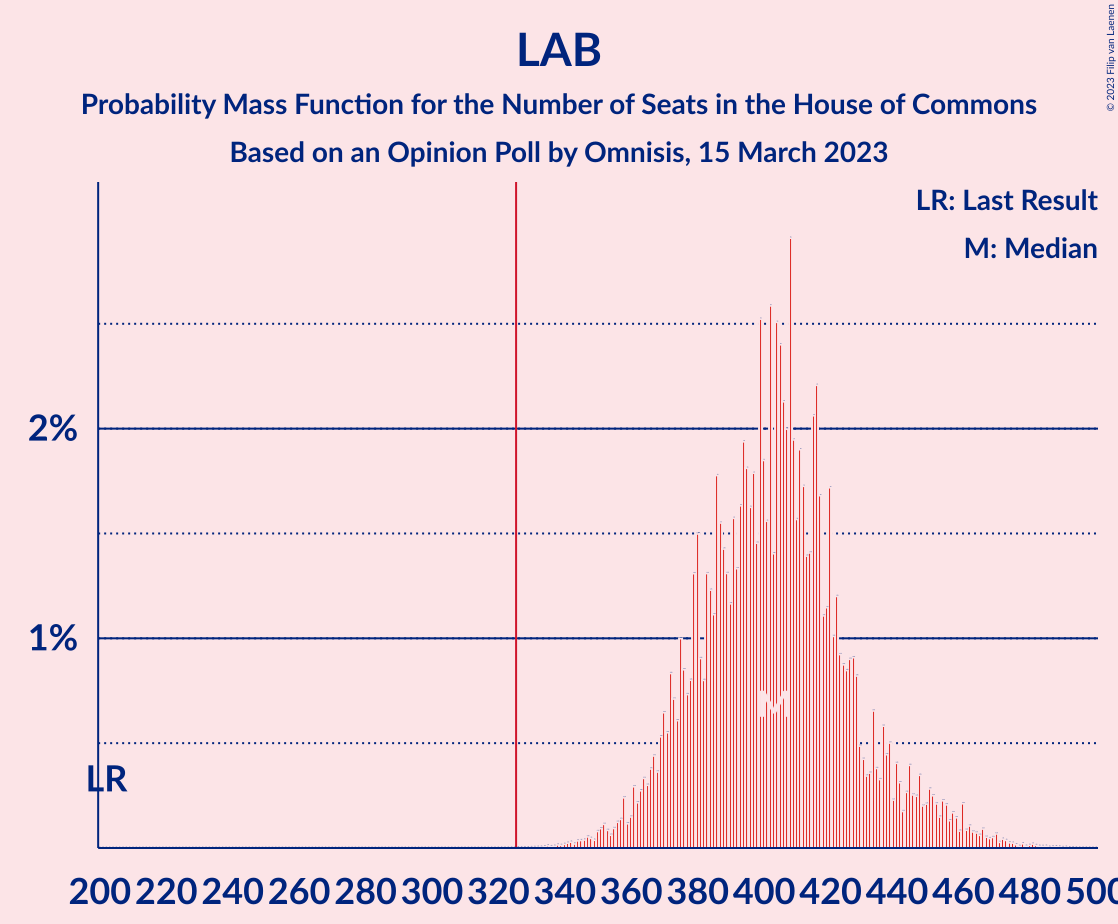 LAB
Probability Mass Function for the Number of Seats in the House of Commons
Based on an Opinion Poll by Omnisis, 15 March 2023
© 2023 Filip van Laenen
LR: Last Result
M: Median
2%
1%
LR
M
200 220 240 260 280 300 320 340 360 380 400 420 440 460 480 500